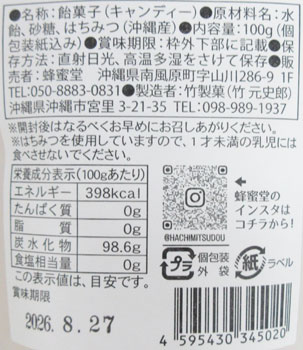 ●名称：飴菓子（キャンディー）●原材料名：水
飴、砂糖、はちみつ（沖縄産）●内容量：100g（個
包装紙込み）●賞味期限：枠外下部に記載●保
存方法：直射日光、高温多湿をさけて保存●販
売者：蜂蜜堂　沖縄県南風原町字山川286-9 1F
TEL：050-8883-0831 ●製造者：竹製菓（竹 元史郎）
沖縄県沖縄市宮里 3-21-35 TEL：098-989-1937
※開封後はなるべくお早めにお召しあがりください。
※はちみつを使用していますので、1才未満の乳児には
食べさせないでください。
栄養成分表示（100gあたり）
エネルギー 398kcal
たんぱく質 0g
脂質 0g
炭水化物 98.6g
食塩相当量 0g
この表示値は、目安です。
賞味期限
2026. 8. 27
@HACHIMITSUDOU
蜂蜜堂の
インスタは
コチラから!
プラ
個包装
外袋
紙
ラベル
4 595430 345020